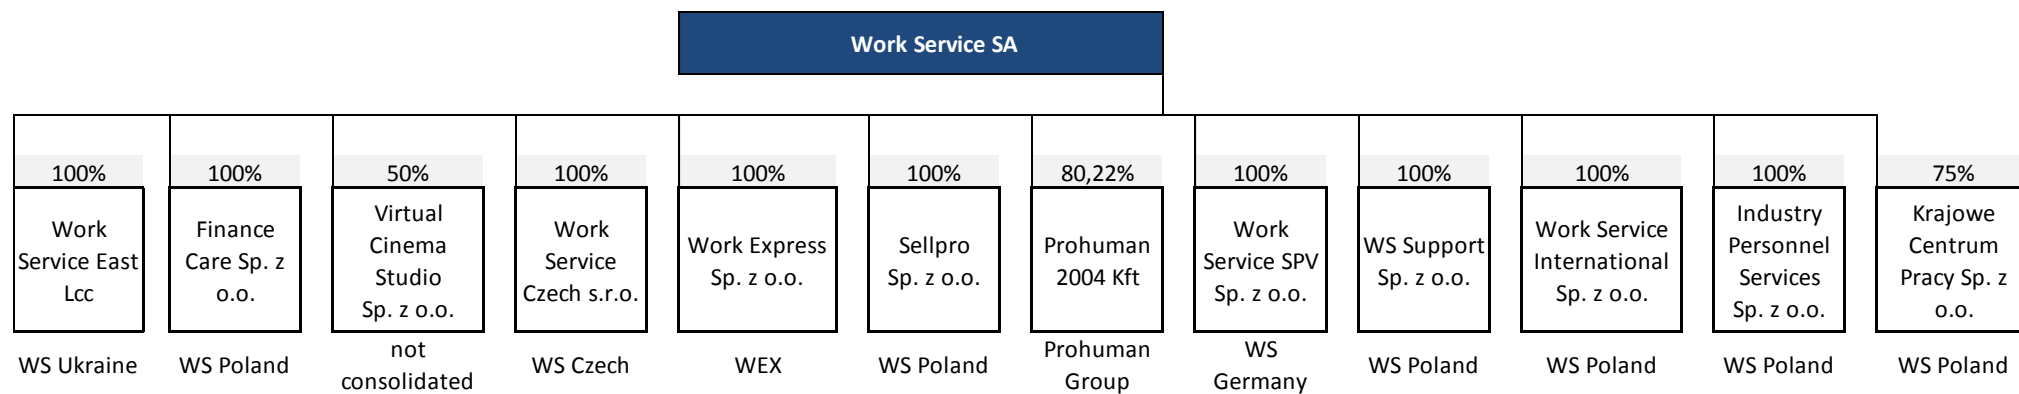 Work Service SA
100%
100%
50%
100%
100%
100%
80,22%
100%
100%
100%
100%
75%
Work
Service East
Lcc
Finance
Care Sp. z
o.o.
Virtual
Cinema
Studio
Sp. z o.o.
Work
Service
Czech s.r.o.
Work Express
Sp. z o.o.
Sellpro
Sp. z o.o.
Prohuman
2004 Kft
Work
Service SPV
Sp. z o.o.
WS Support
Sp. z o.o.
Work Service
International
Sp. z o.o.
Industry
Personnel
Services
Sp. z o.o.
Krajowe
Centrum
Pracy Sp. z
o.o.
WS Ukraine
WS Poland
not
consolidated
WS Czech
WEX
WS Poland
Prohuman
Group
WS
Germany
WS Poland
WS Poland
WS Poland
WS Poland